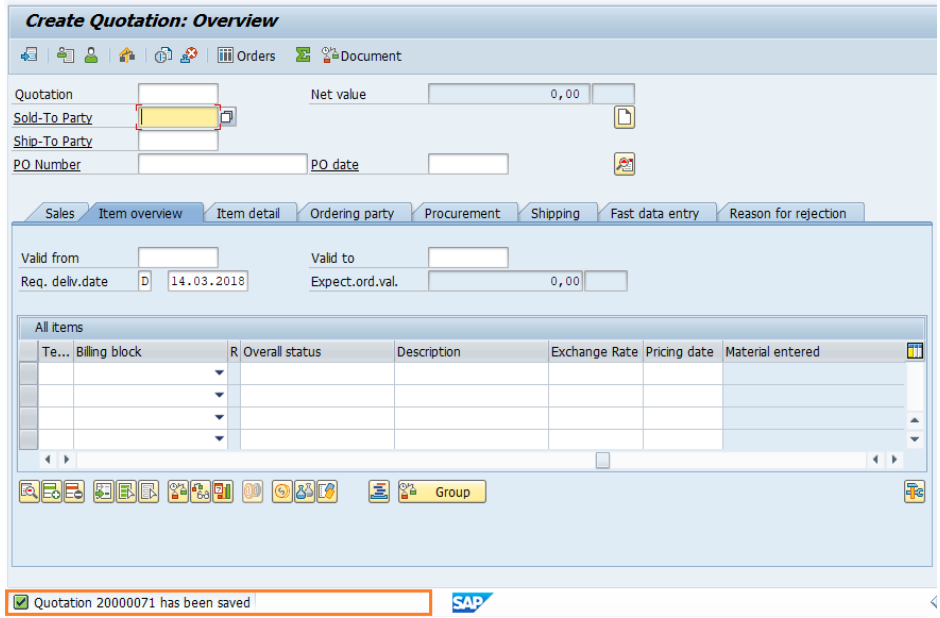 Create Quotation: Overview
Orders Document
Quotation Net value 0,00
Sold-To Party
Ship-To Party
PO Number PO date
Sales Item overview Item detail Ordering party Procurement Shipping Fast data entry Reason for rejection
Valid from Valid to
Req. deliv.date D 14.03.2018 Expect.ord.val. 0,00
All items
Te... Billing block R Overall status Description Exchange Rate Pricing date Material entered
Group
Quotation 20000071 has been saved SAP